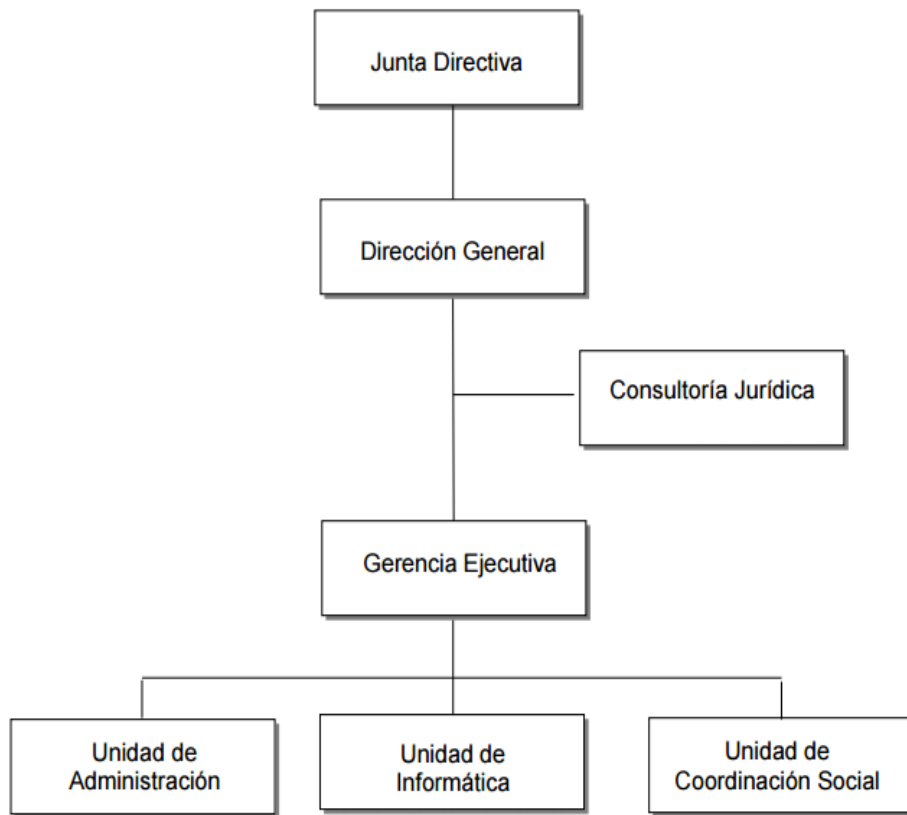 Junta Directiva
Dirección General
Consultoría Jurídica
Gerencia Ejecutiva
Unidad de
Administración
Unidad de
Informática
Unidad de
Coordinación Social